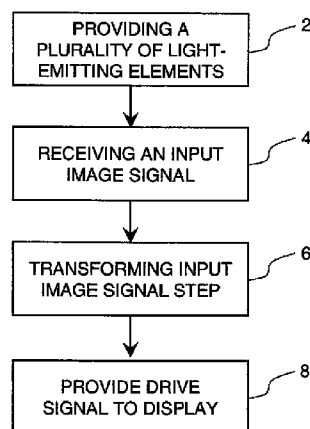 PROVIDING A
PLURALITY OF LIGHT-
EMITTING ELEMENTS
2
RECEIVING AN INPUT
IMAGE SIGNAL
4
TRANSFORMING INPUT
IMAGE SIGNAL STEP
6
PROVIDE DRIVE
SIGNAL TO DISPLAY
8